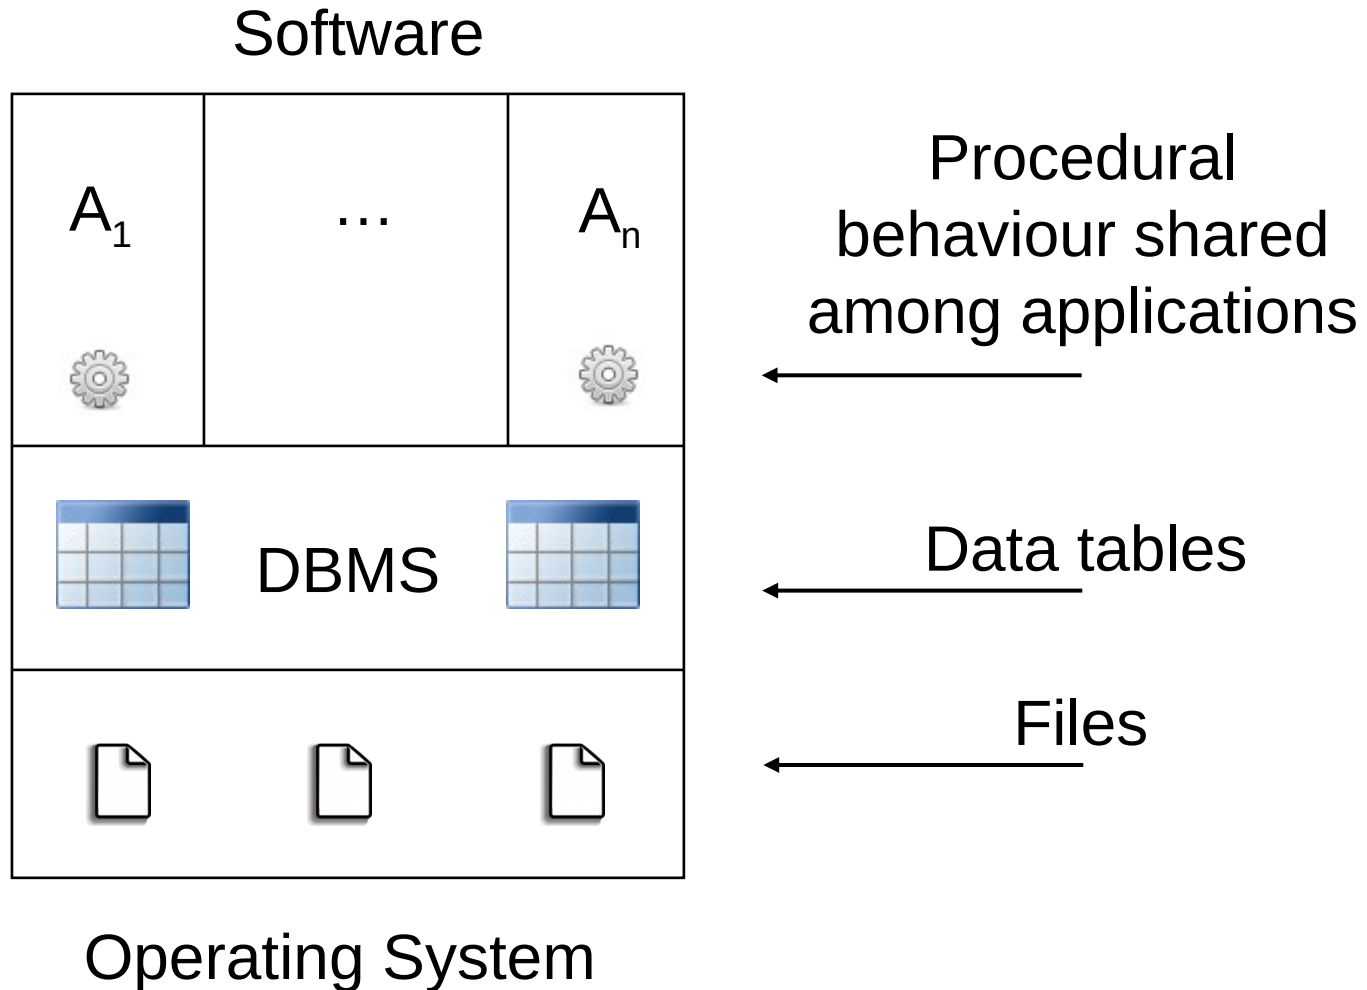 Software
A₁
…
Aₙ
Procedural
behaviour shared
among applications
DBMS
Data tables
Files
Operating System